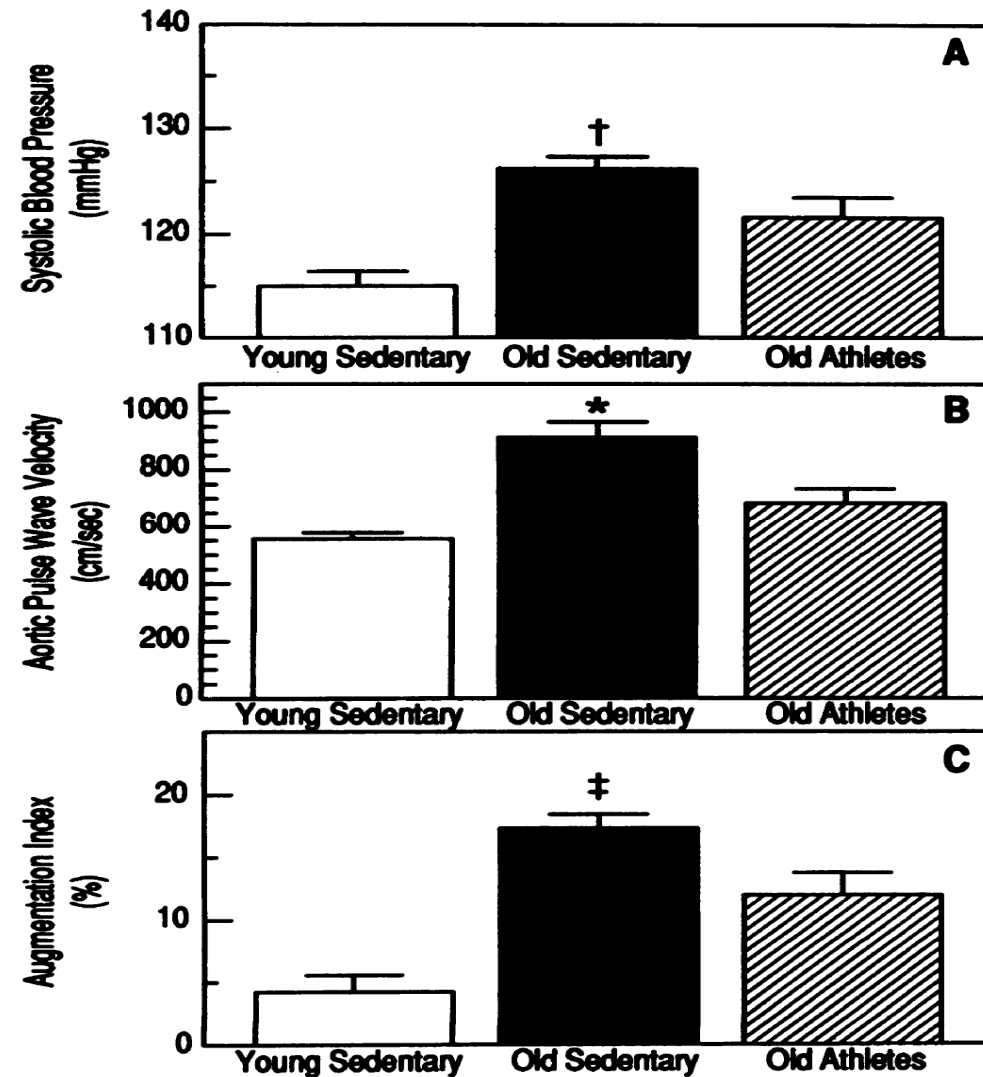 A
Systolic Blood Pressure
(mmHg)
140
130
120
110
†
Young Sedentary Old Sedentary Old Athletes
B
Aortic Pulse Wave Velocity
(cm/sec)
1000
800
600
400
200
0
*
Young Sedentary Old Sedentary Old Athletes
C
Augmentation Index
(%)
20
10
0
‡
Young Sedentary Old Sedentary Old Athletes